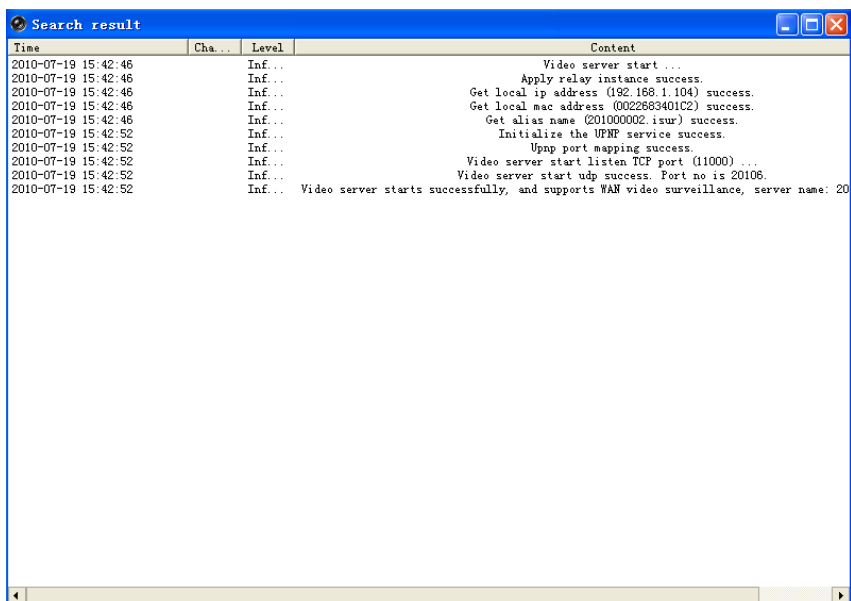 Search result
Time Cha... Level Content
2010-07-19 15:42:46 Inf... Video server start ...
2010-07-19 15:42:46 Inf... Apply relay instance success.
2010-07-19 15:42:46 Inf... Get local ip address (192.168.1.104) success.
2010-07-19 15:42:46 Inf... Get local mac address (0022683401C2) success.
2010-07-19 15:42:46 Inf... Get alias name (201000002.isur) success.
2010-07-19 15:42:52 Inf... Initialize the UPNP service success.
2010-07-19 15:42:52 Inf... Upnp port mapping success.
2010-07-19 15:42:52 Inf... Video server start listen TCP port (11000) ...
2010-07-19 15:42:52 Inf... Video server start udp success. Port no is 20106.
2010-07-19 15:42:52 Inf... Video server starts successfully, and supports WAN video surveillance, server name: 20